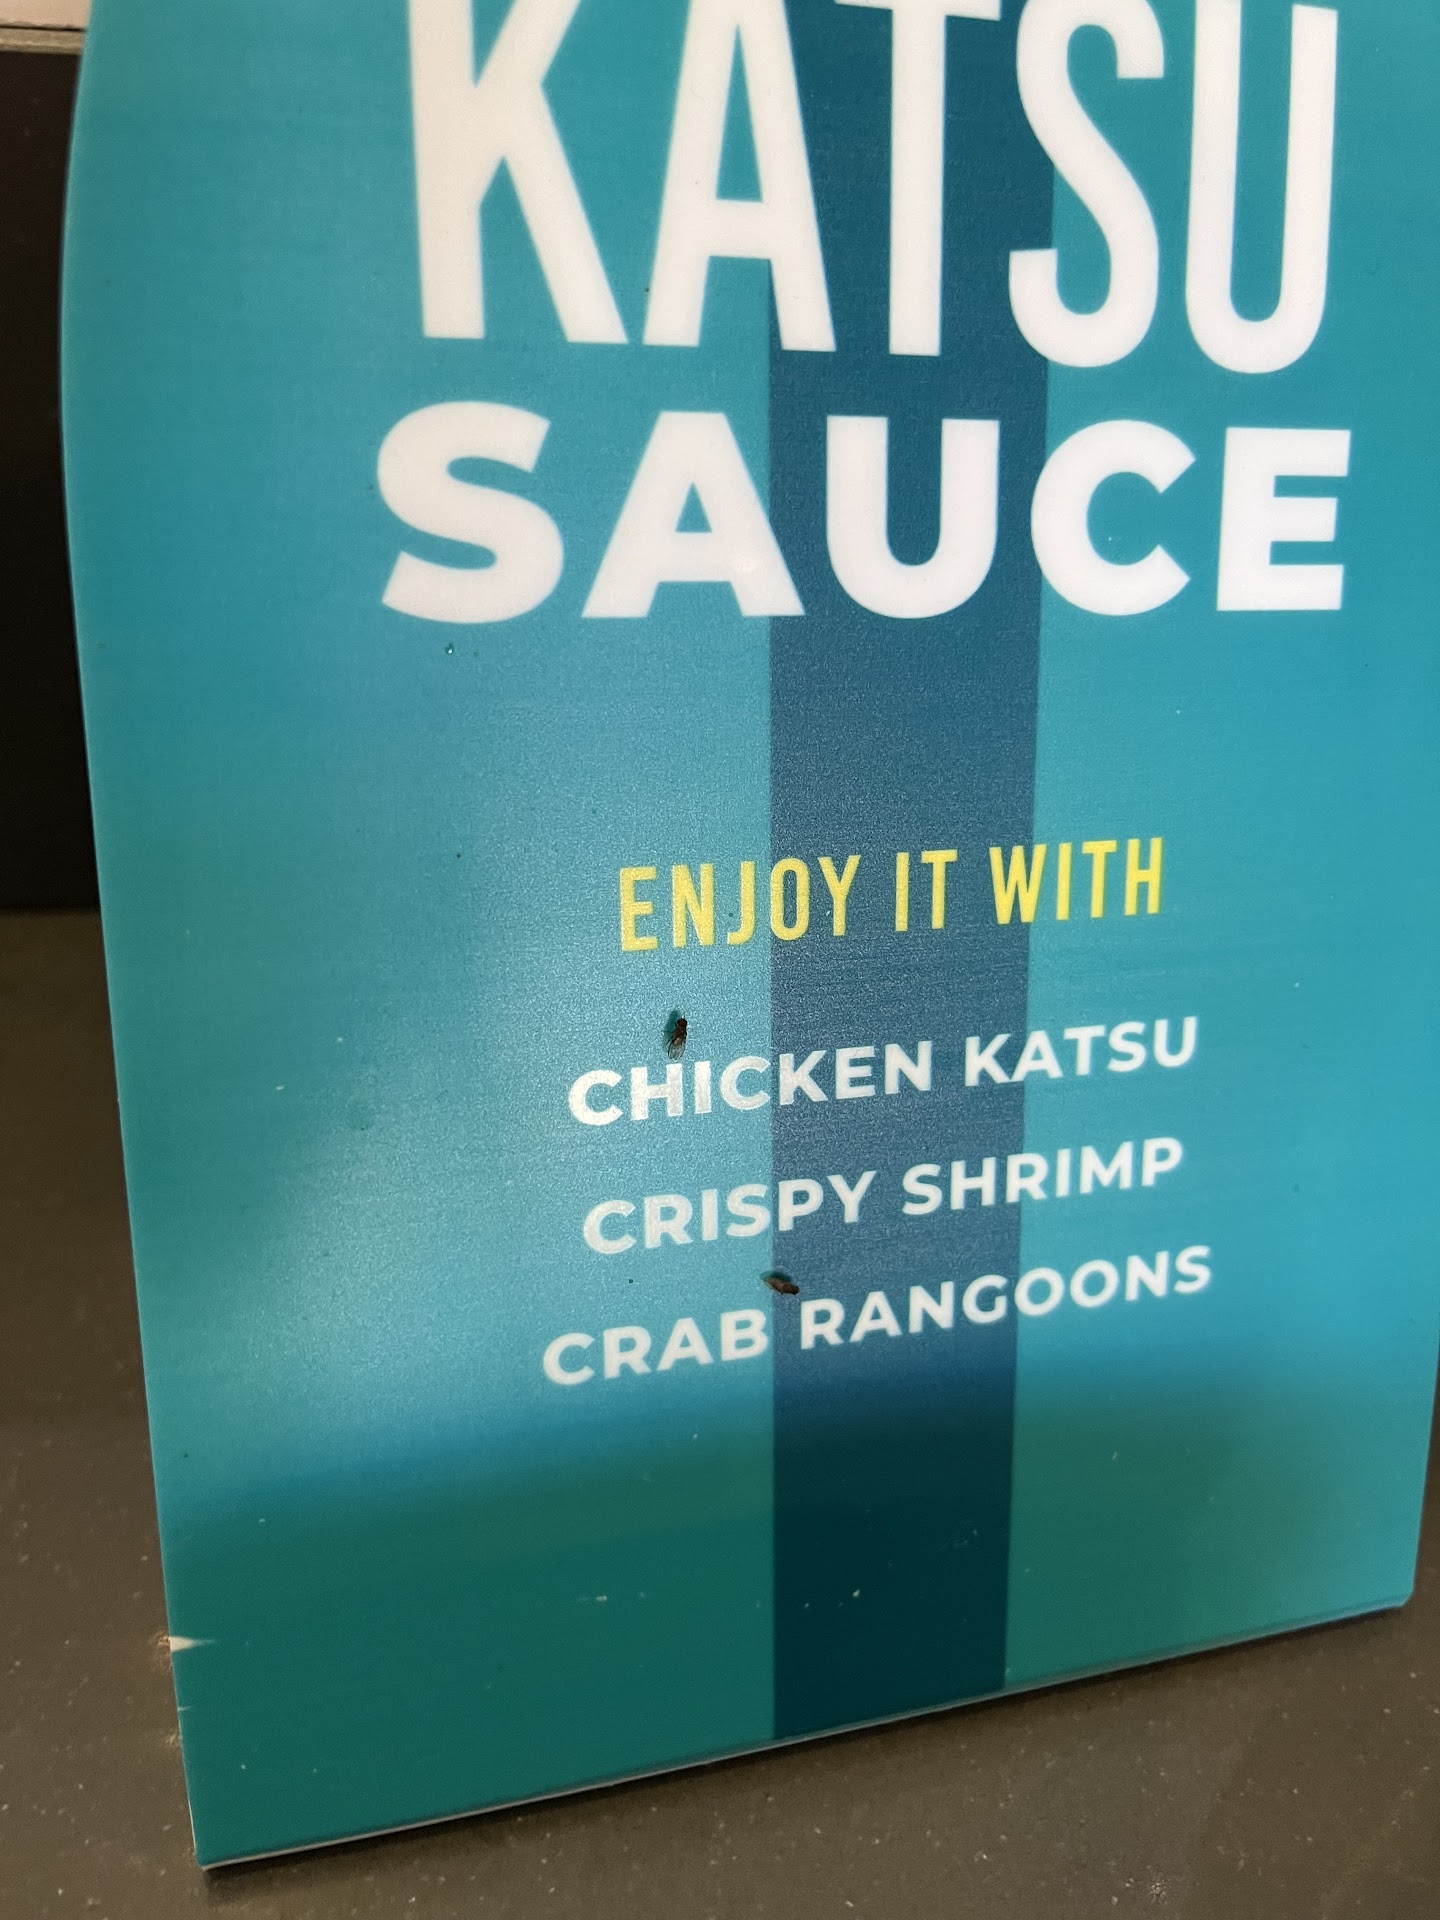 KATSU
SAUCE
ENJOY IT WITH
CHICKEN KATSU
CRISPY SHRIMP
CRAB RANGOONS